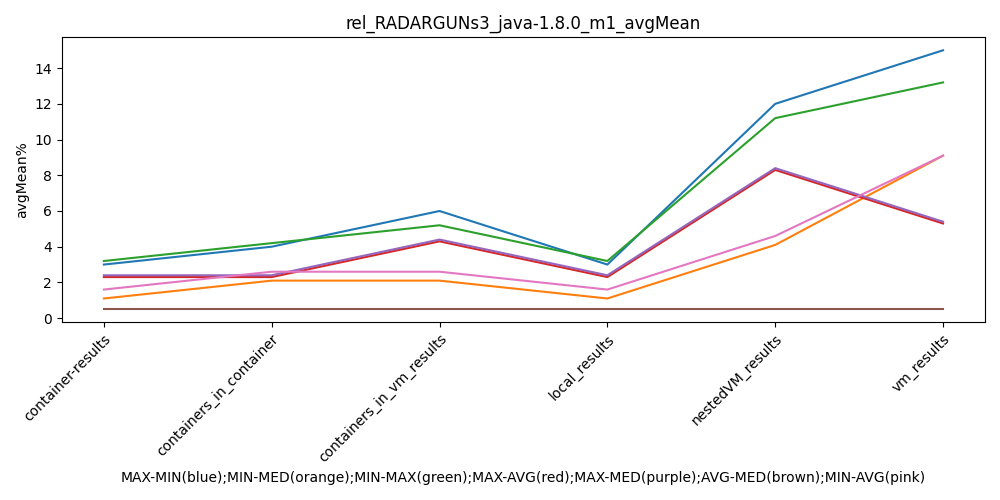 rel_RADARGUNs3_java-1.8.0_m1_avgMean
avgMean%
14
12
10
8
6
4
2
0
container-results
containers_in_container
containers_in_vm_results
local_results
nestedVM_results
vm_results
MAX-MIN(blue);MIN-MED(orange);MIN-MAX(green);MAX-AVG(red);MAX-MED(purple);AVG-MED(brown);MIN-AVG(pink)